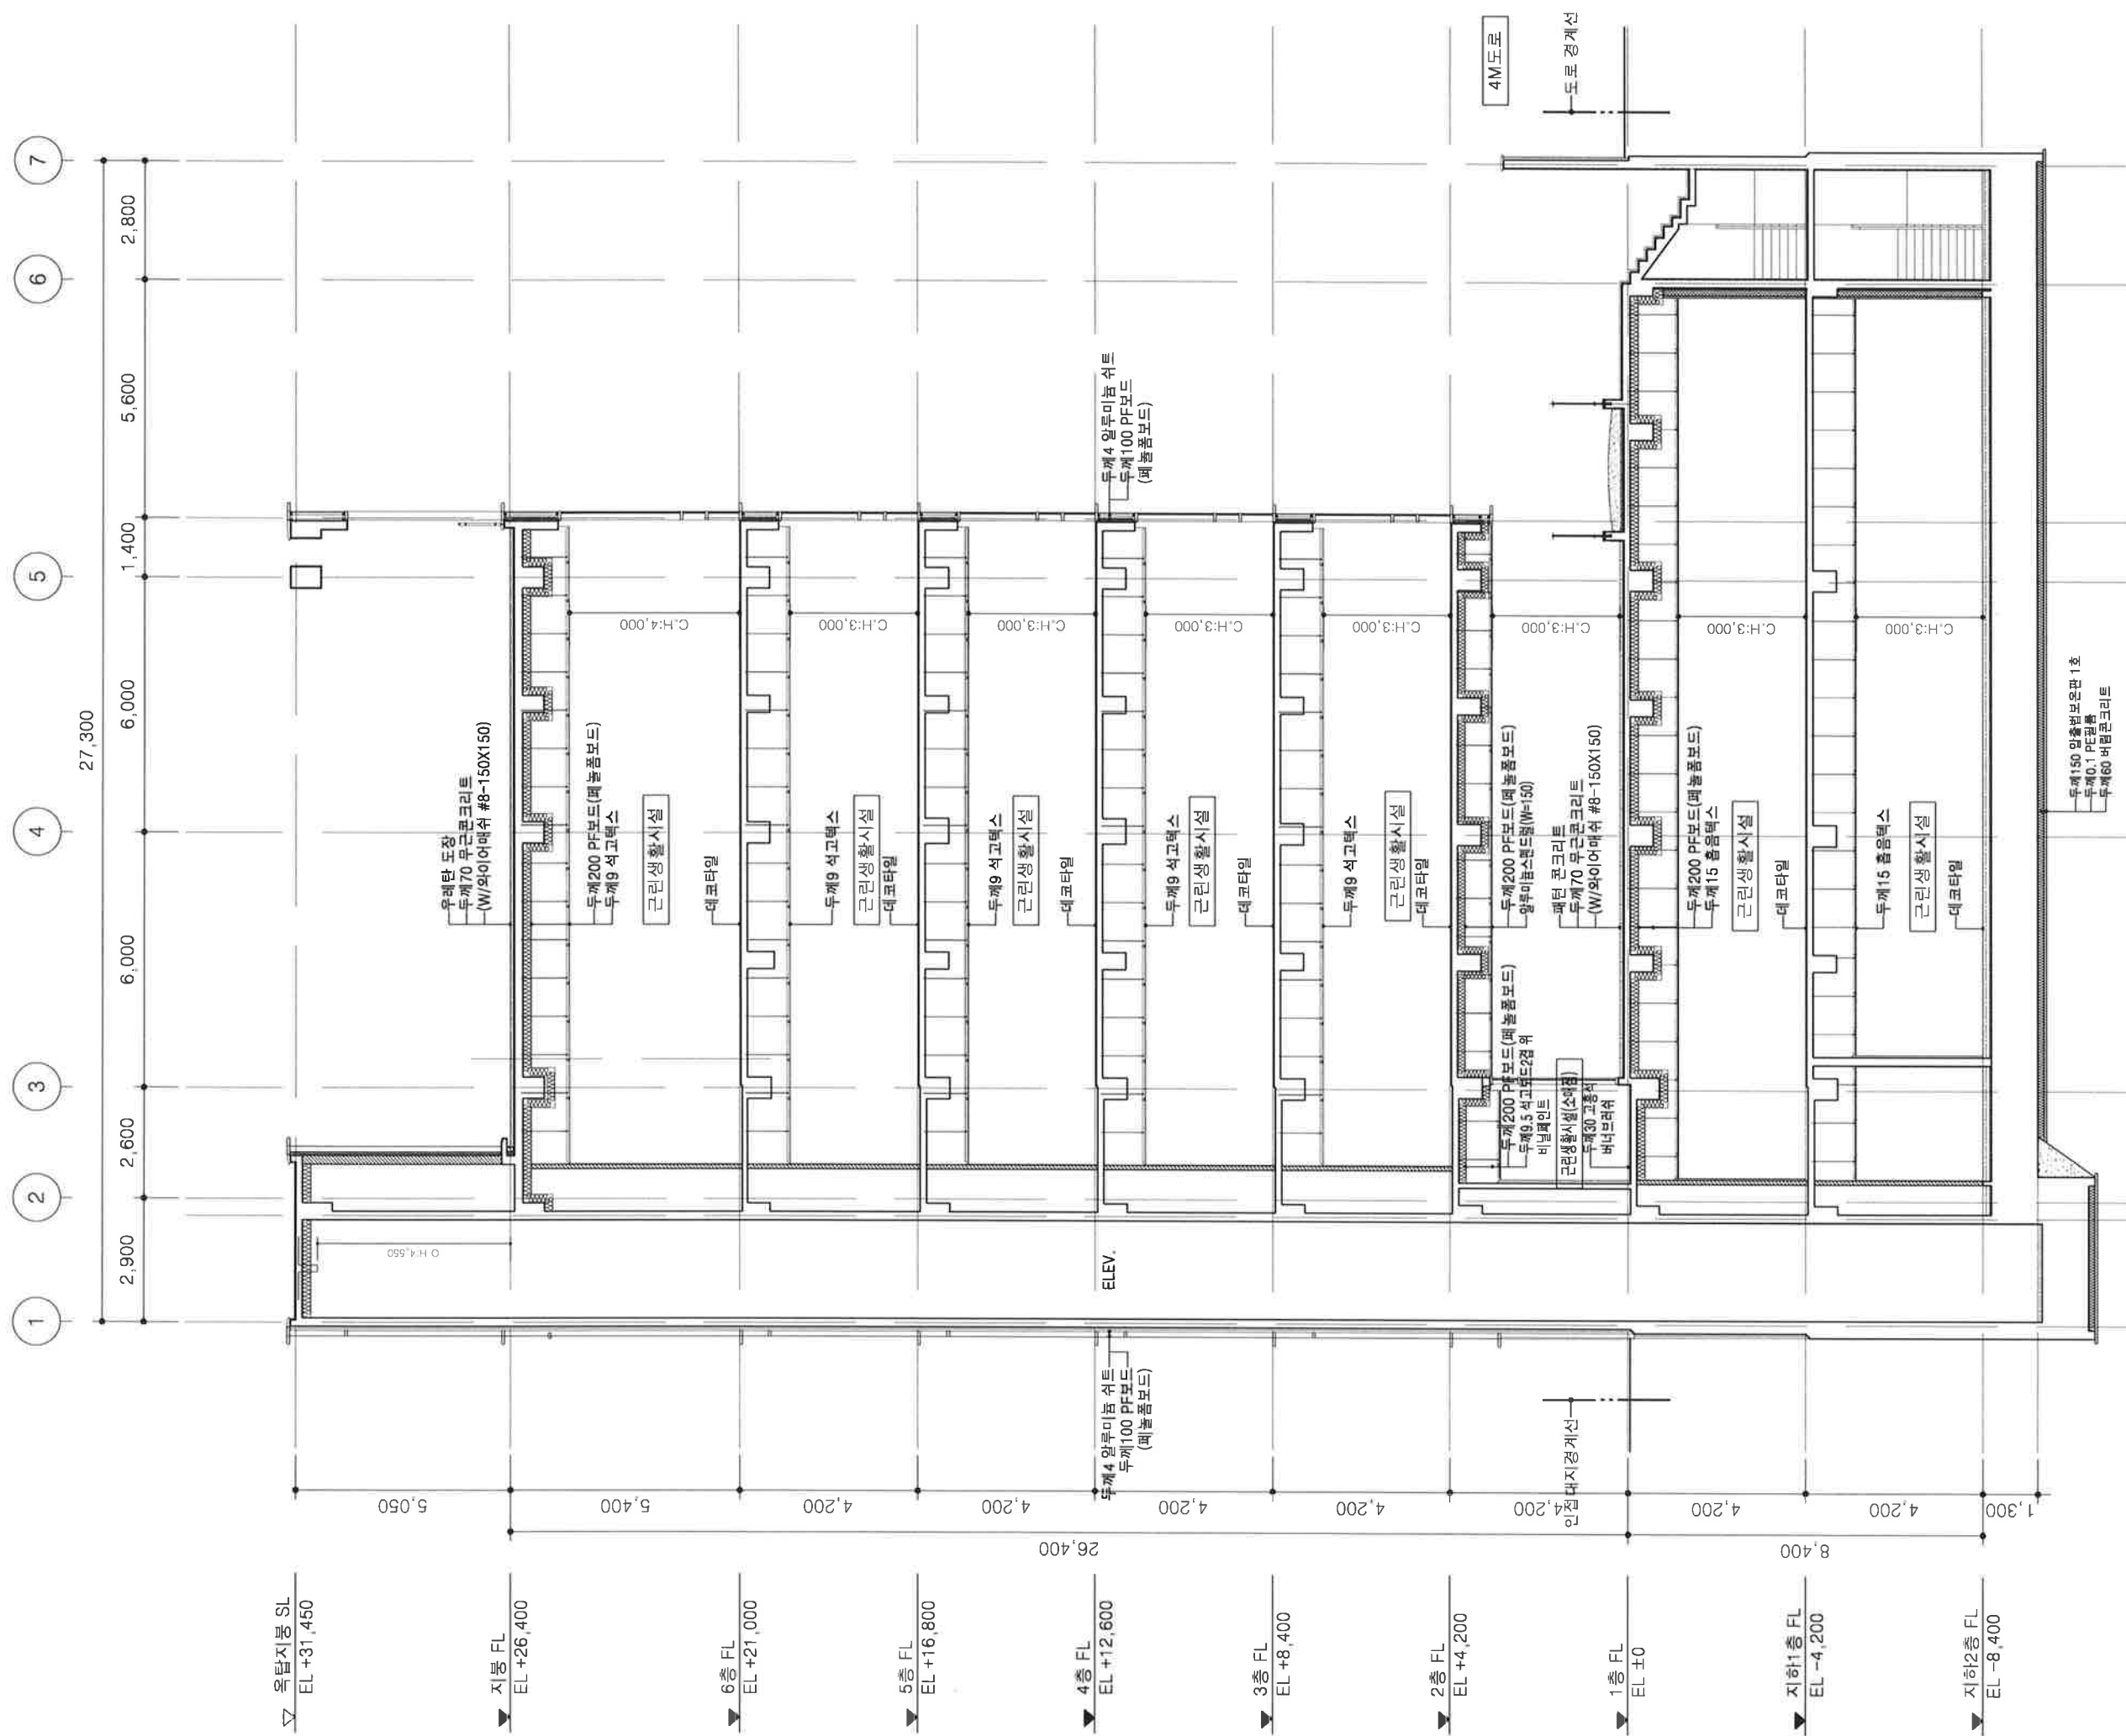 1
2
3
4
5
6
7
27,300
2,900
2,600
6,000
6,000
1,400
5,600
2,800
▽ 옥탑지붕 SL
EL +31,450
지붕 FL
EL +26,400
6층 FL
EL +21,000
5층 FL
EL +16,800
4층 FL
EL +12,600
3층 FL
EL +8,400
2층 FL
EL +4,200
1층 FL
EL ±0
지하1층 FL
EL -4,200
지하2층 FL
EL -8,400
5,050
5,400
4,200
4,200
4,200
4,200
4,200
4,200
4,200
1,300
26,400
8,400
우레탄 도장
두께70 무근콘크리트
(W/와이어매쉬 #8-150X150)
두께200 PF보드(페놀폼보드)
두께9 석고텍스
근린생활시설
데코타일
C.H:4,000
두께9 석고텍스
근린생활시설
데코타일
C.H:3,000
두께9 석고텍스
근린생활시설
데코타일
C.H:3,000
두께4 알루미늄 쉬트
두께100 PF보드
(페놀폼보드)
ELEV.
두께4 알루미늄 쉬트
두께100 PF보드
(페놀폼보드)
두께9 석고텍스
근린생활시설
데코타일
C.H:3,000
두께9 석고텍스
근린생활시설
데코타일
C.H:3,000
두께200 PF보드(페놀폼보드)
알루미늄스팬드럴(W=150)
패턴 콘크리트
두께70 무근콘크리트
(W/와이어매쉬 #8-150X150)
C.H:3,000
두께200 PF보드(페놀폼보드)
두께9.5 석고보드2겹 위
비닐페인트
근린생활시설(소매점)
두께30 고흥석
버너브러쉬
인접대지경계선
4M도로
도로 경계선
두께200 PF보드(페놀폼보드)
두께15 흡음텍스
근린생활시설
데코타일
C.H:3,000
두께15 흡음텍스
근린생활시설
데코타일
C.H:3,000
두께150 압출법보온판 1호
두께0.1 PE필름
두께60 버림콘크리트